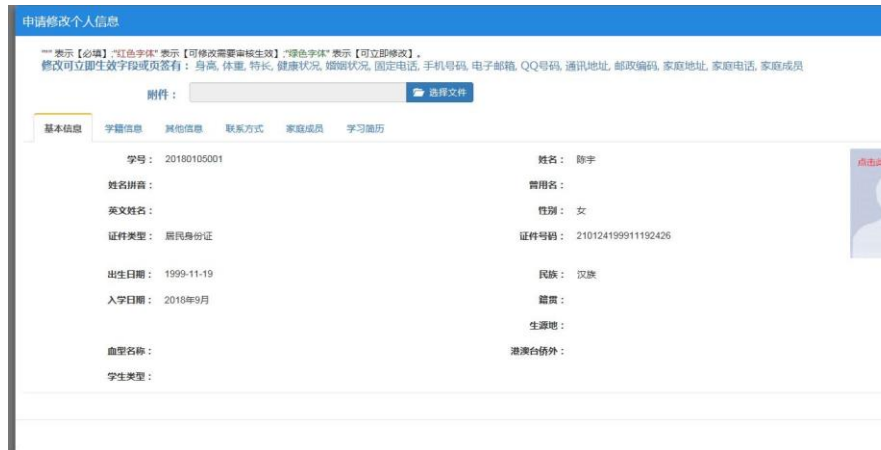 申请修改个人信息
"*" 表示【必填】;"红色字体" 表示【可修改需要审核生效】;"绿色字体" 表示【可立即修改】。
修改可立即生效字段或页签有：身高, 体重, 特长, 健康状况, 婚姻状况, 固定电话, 手机号码, 电子邮箱, QQ号码, 通讯地址, 邮政编码, 家庭地址, 家庭电话, 家庭成员
附件： 选择文件
基本信息 学籍信息 其他信息 联系方式 家庭成员 学习简历
学号： 20180105001 姓名： 陈宇
点击
姓名拼音： 曾用名：
英文姓名： 性别： 女
证件类型： 居民身份证 证件号码： 210124199911192426
出生日期： 1999-11-19 民族： 汉族
入学日期： 2018年9月 籍贯：
生源地：
血型名称： 港澳台侨外：
学生类型：